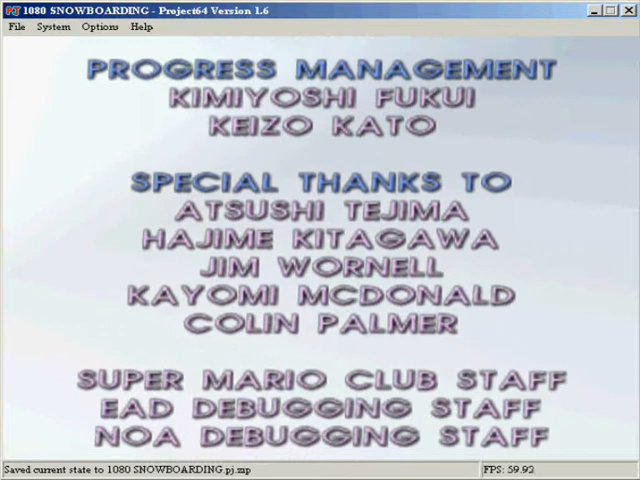 1080 SNOWBOARDING - Project64 Version 1.6
File System Options Help
PROGRESS MANAGEMENT
KIMIYOSHI FUKUI
KEIZO KATO
SPECIAL THANKS TO
ATSUSHI TEJIMA
HAJIME KITAGAWA
JIM WORNELL
KAYOMI MCDONALD
COLIN PALMER
SUPER MARIO CLUB STAFF
EAD DEBUGGING STAFF
NOA DEBUGGING STAFF
Saved current state to 1080 SNOWBOARDING.pj.zip FPS: 59.92